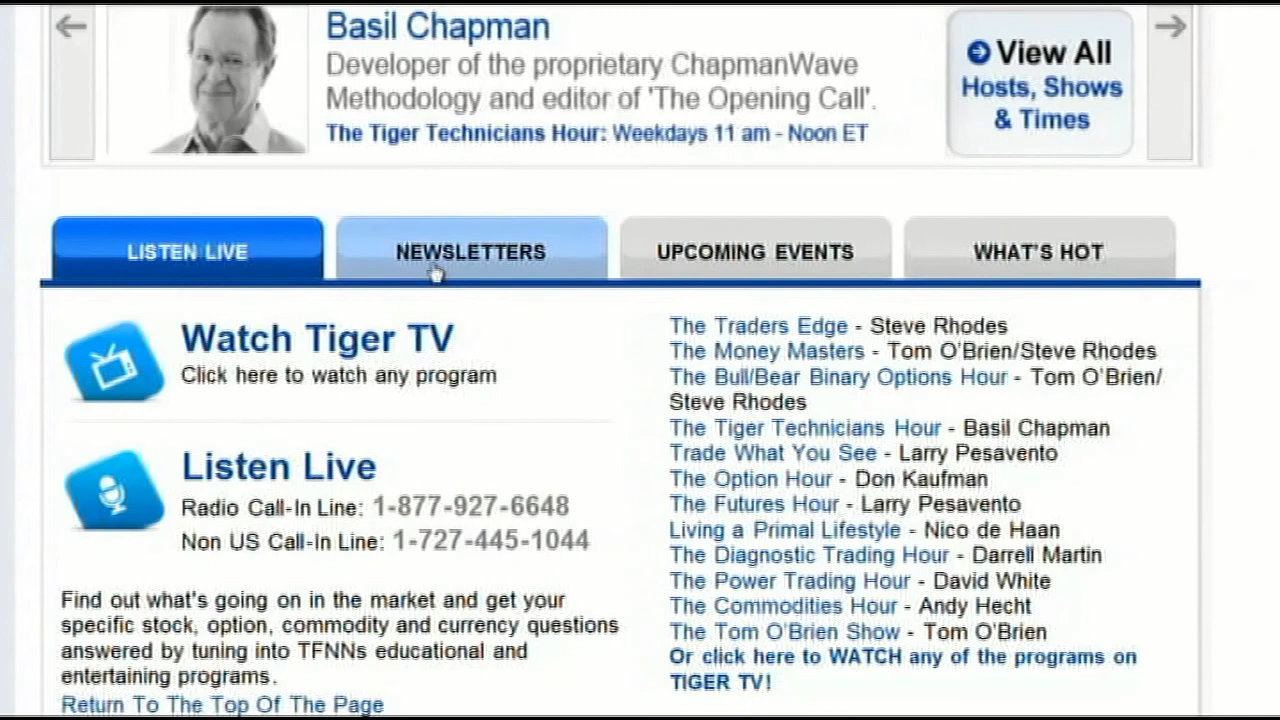 Basil Chapman
Developer of the proprietary ChapmanWave
Methodology and editor of 'The Opening Call'.
The Tiger Technicians Hour: Weekdays 11 am - Noon ET
View All
Hosts, Shows
& Times
LISTEN LIVE
NEWSLETTERS
UPCOMING EVENTS
WHAT'S HOT
Watch Tiger TV
Click here to watch any program
Listen Live
Radio Call-In Line: 1-877-927-6648
Non US Call-In Line: 1-727-445-1044
Find out what's going on in the market and get your
specific stock, option, commodity and currency questions
answered by tuning into TFNNs educational and
entertaining programs.
Return To The Top Of The Page
The Traders Edge - Steve Rhodes
The Money Masters - Tom O'Brien/Steve Rhodes
The Bull/Bear Binary Options Hour - Tom O'Brien/
Steve Rhodes
The Tiger Technicians Hour - Basil Chapman
Trade What You See - Larry Pesavento
The Option Hour - Don Kaufman
The Futures Hour - Larry Pesavento
Living a Primal Lifestyle - Nico de Haan
The Diagnostic Trading Hour - Darrell Martin
The Power Trading Hour - David White
The Commodities Hour - Andy Hecht
The Tom O'Brien Show - Tom O'Brien
Or click here to WATCH any of the programs on
TIGER TV!